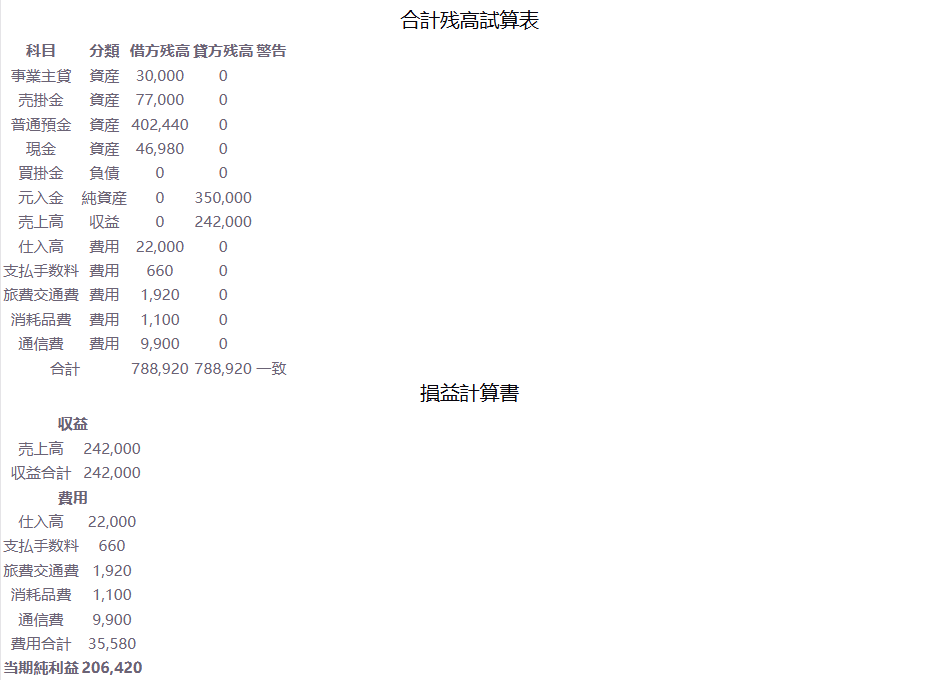 合計残高試算表
科目 分類 借方残高 貸方残高 警告
事業主貸 資産 30,000 0
売掛金 資産 77,000 0
普通預金 資産 402,440 0
現金 資産 46,980 0
買掛金 負債 0 0
元入金 純資産 0 350,000
売上高 収益 0 242,000
仕入高 費用 22,000 0
支払手数料 費用 660 0
旅費交通費 費用 1,920 0
消耗品費 費用 1,100 0
通信費 費用 9,900 0
合計 788,920 788,920 一致
損益計算書
収益
売上高 242,000
収益合計 242,000
費用
仕入高 22,000
支払手数料 660
旅費交通費 1,920
消耗品費 1,100
通信費 9,900
費用合計 35,580
当期純利益 206,420